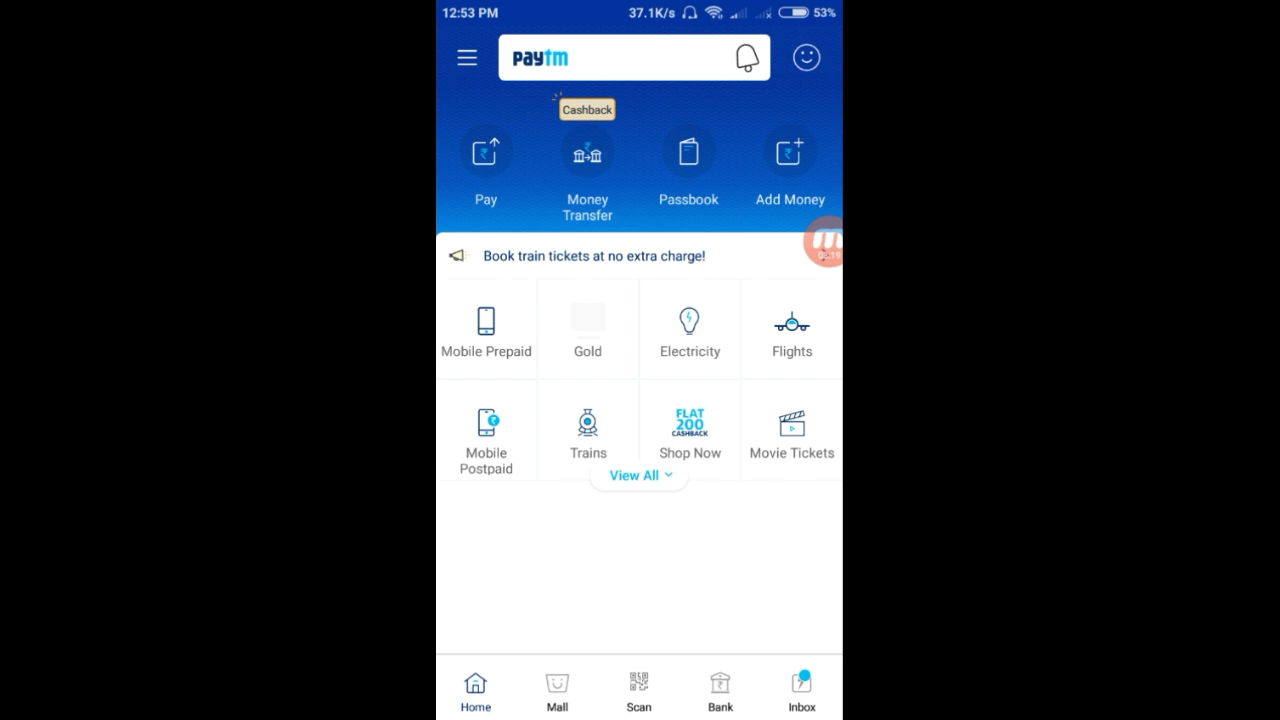 12:53 PM 37.1K/s 53%
paytm
Cashback
Pay
Money
Transfer
Passbook
Add Money
Book train tickets at no extra charge!
Mobile Prepaid
Gold
Electricity
Flights
Mobile
Postpaid
Trains
FLAT
200
CASHBACK
Shop Now
Movie Tickets
View All
Home
Mall
Scan
Bank
Inbox